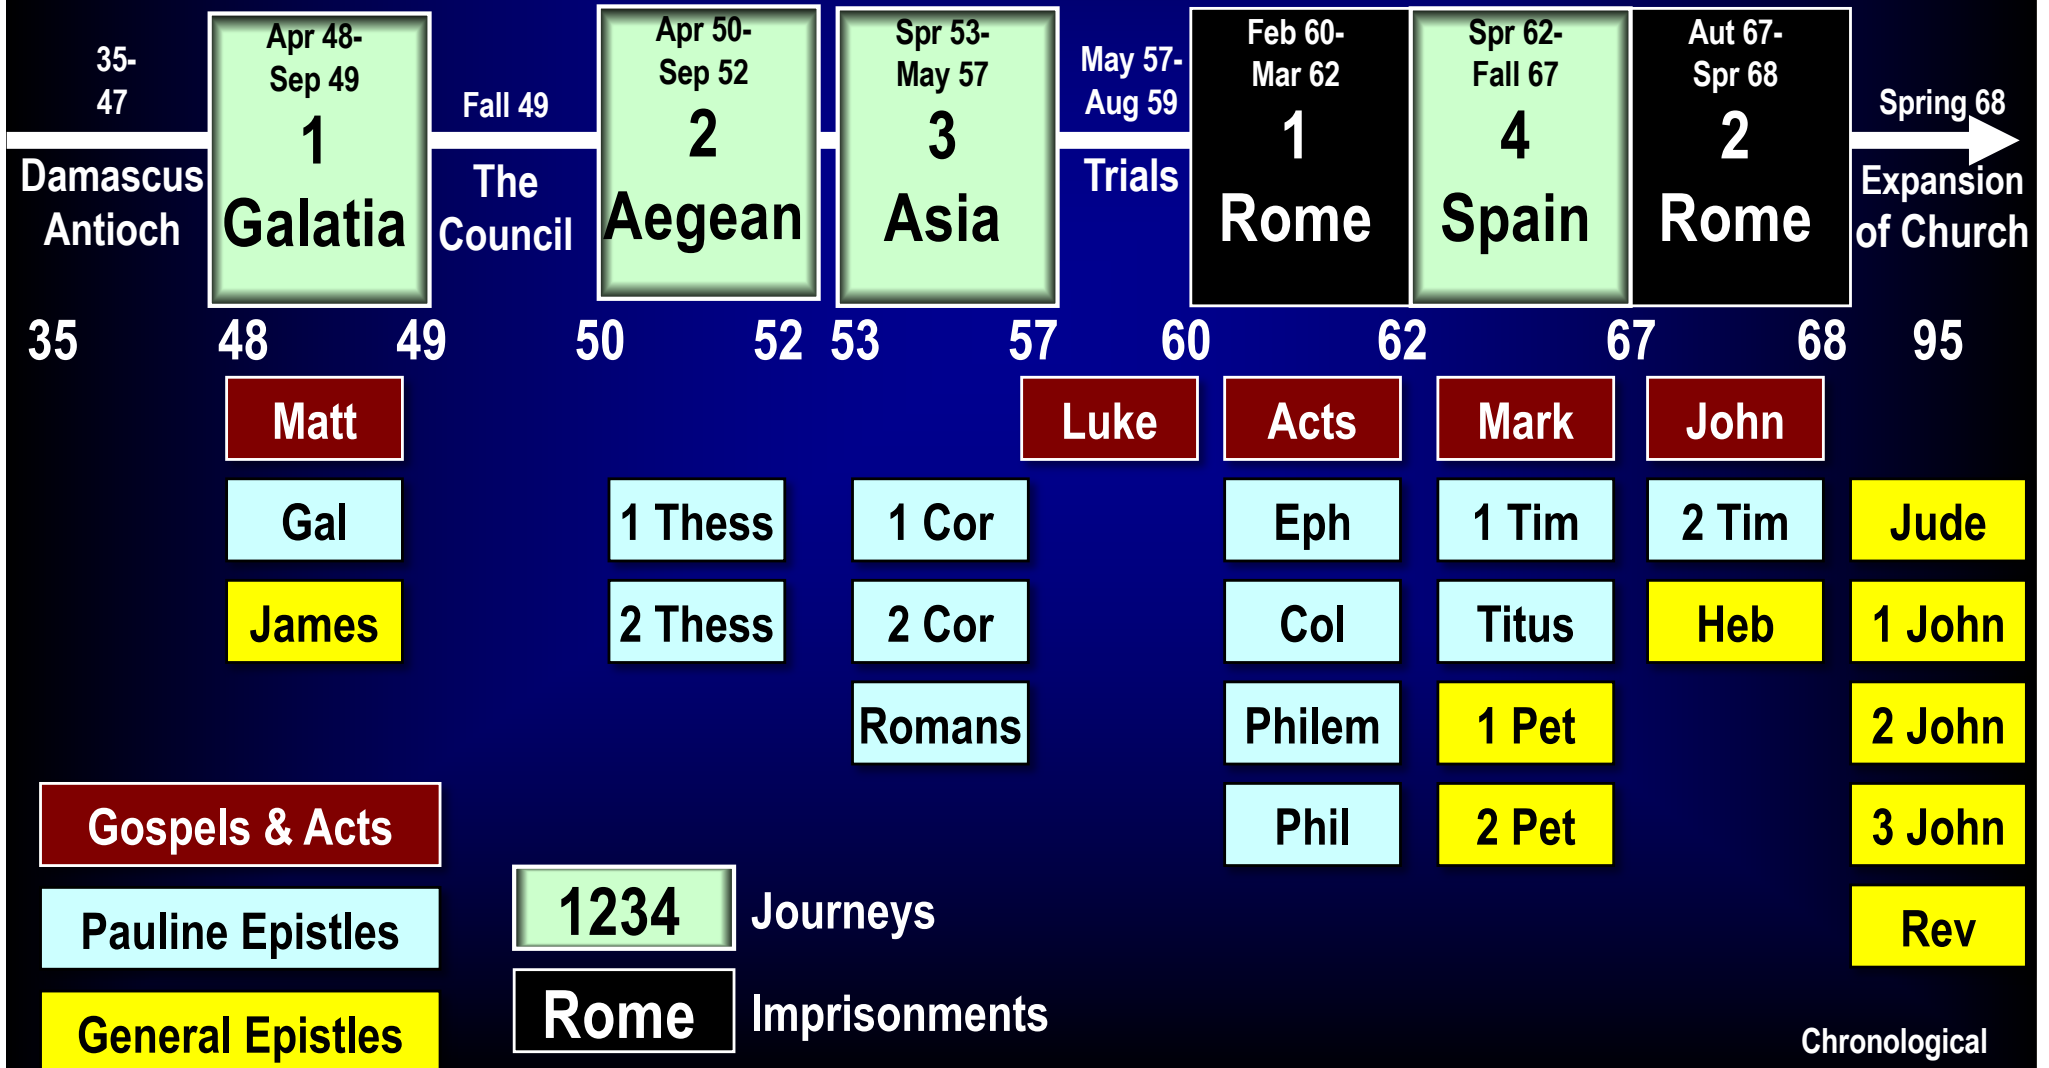 35-
47
Damascus
Antioch
Apr 48-
Sep 49
1
Galatia
Fall 49
The
Council
Apr 50-
Sep 52
2
Aegean
Spr 53-
May 57
3
Asia
May 57-
Aug 59
Trials
Feb 60-
Mar 62
1
Rome
Spr 62-
Fall 67
4
Spain
Aut 67-
Spr 68
2
Rome
Spring 68
Expansion
of Church
35 48 49 50 52 53 57 60 62 67 68 95
Matt Luke Acts Mark John
Gal 1 Thess 1 Cor Eph 1 Tim 2 Tim Jude
James 2 Thess 2 Cor Col Titus Heb 1 John
Romans Philem 1 Pet 2 John
Phil 2 Pet 3 John
Rev
Gospels & Acts
Pauline Epistles
General Epistles
1234 Journeys
Rome Imprisonments
Chronological